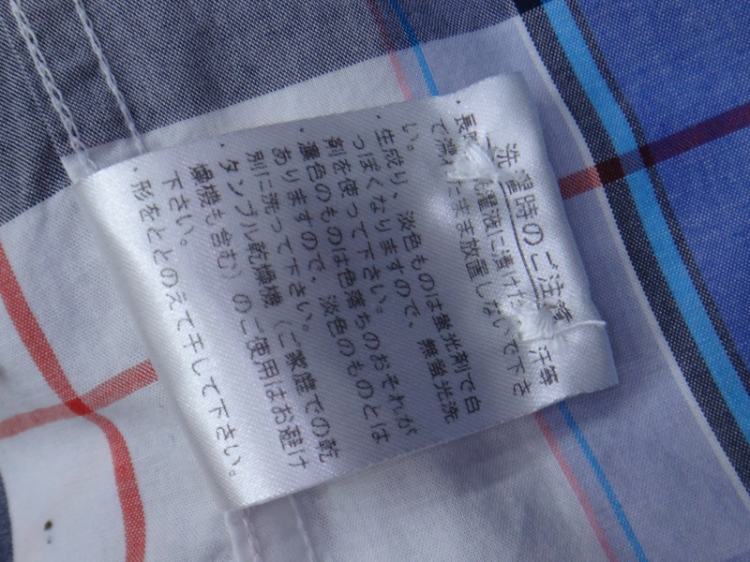 洗濯時のご注意
・長 洗濯液に漬けた 汗等
で まま放置しないで下さ
い。
・生成り、淡色ものは蛍光剤で白
っぽくなりますので、無蛍光洗
剤を使って下さい。
・濃色のものは色落ちのおそれが
ありますので、淡色のものとは
別に洗って下さい。
・タンブル乾燥機(ご家庭での乾
燥機も含む)のご使用はお避け
下さい。
・形をととのえて干して下さい。